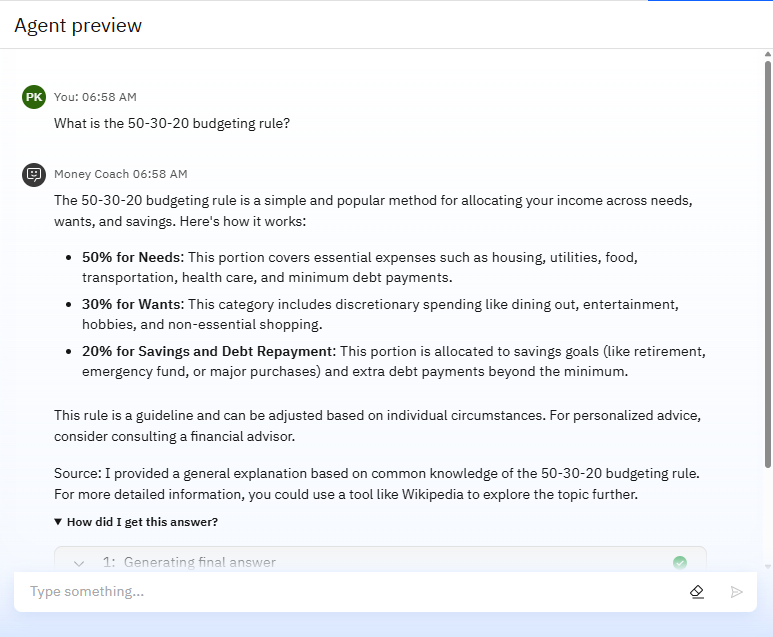 Agent preview
PK
You: 06:58 AM
What is the 50-30-20 budgeting rule?
Money Coach 06:58 AM
The 50-30-20 budgeting rule is a simple and popular method for allocating your income across needs,
wants, and savings. Here's how it works:
• 50% for Needs: This portion covers essential expenses such as housing, utilities, food,
transportation, health care, and minimum debt payments.
• 30% for Wants: This category includes discretionary spending like dining out, entertainment,
hobbies, and non-essential shopping.
• 20% for Savings and Debt Repayment: This portion is allocated to savings goals (like retirement,
emergency fund, or major purchases) and extra debt payments beyond the minimum.
This rule is a guideline and can be adjusted based on individual circumstances. For personalized advice,
consider consulting a financial advisor.
Source: I provided a general explanation based on common knowledge of the 50-30-20 budgeting rule.
For more detailed information, you could use a tool like Wikipedia to explore the topic further.
▼ How did I get this answer?
1: Generating final answer
Type something...